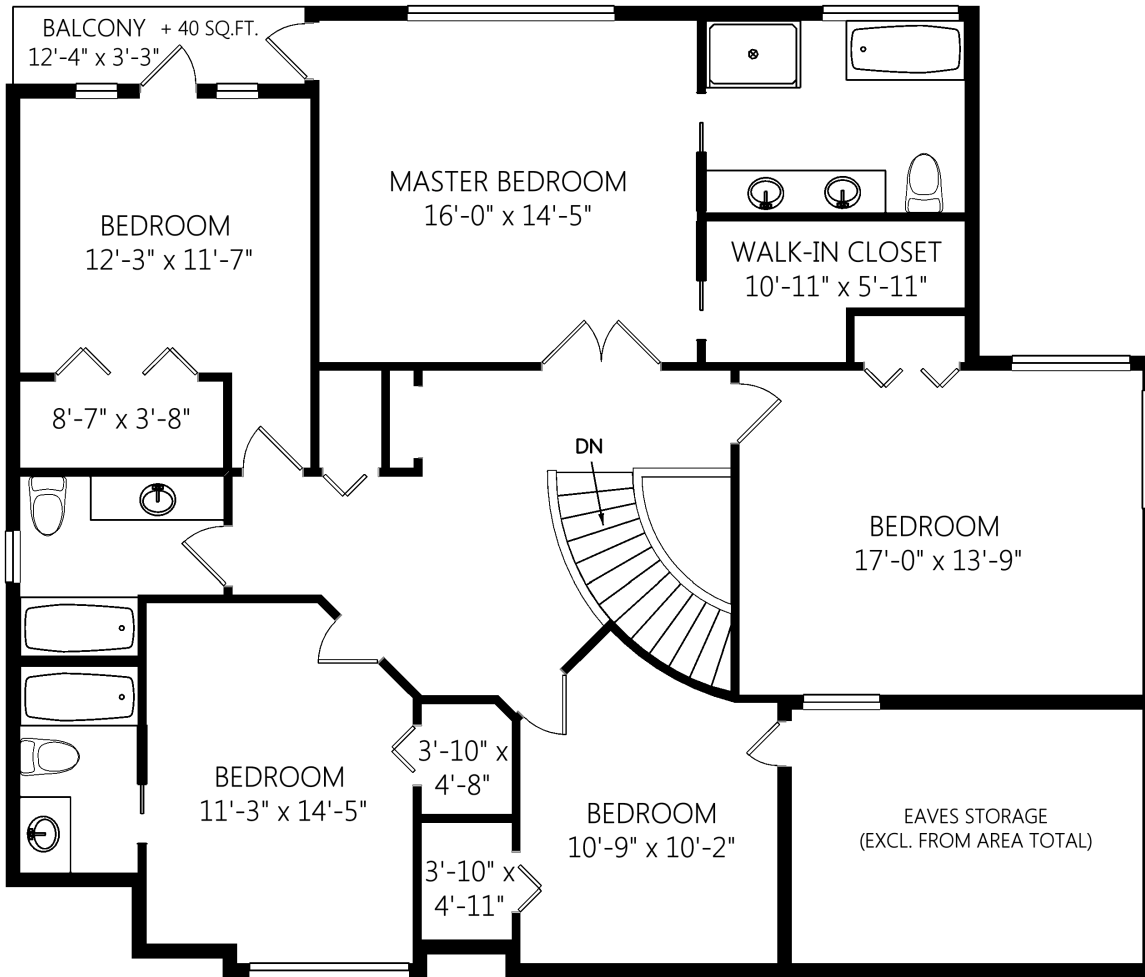 BALCONY + 40 SQ.FT.
12'-4" x 3'-3"
MASTER BEDROOM
16'-0" x 14'-5"
BEDROOM
12'-3" x 11'-7"
WALK-IN CLOSET
10'-11" x 5'-11"
8'-7" x 3'-8"
DN
BEDROOM
17'-0" x 13'-9"
BEDROOM
11'-3" x 14'-5"
3'-10" x
4'-8"
3'-10" x
4'-11"
BEDROOM
10'-9" x 10'-2"
EAVES STORAGE
(EXCL. FROM AREA TOTAL)